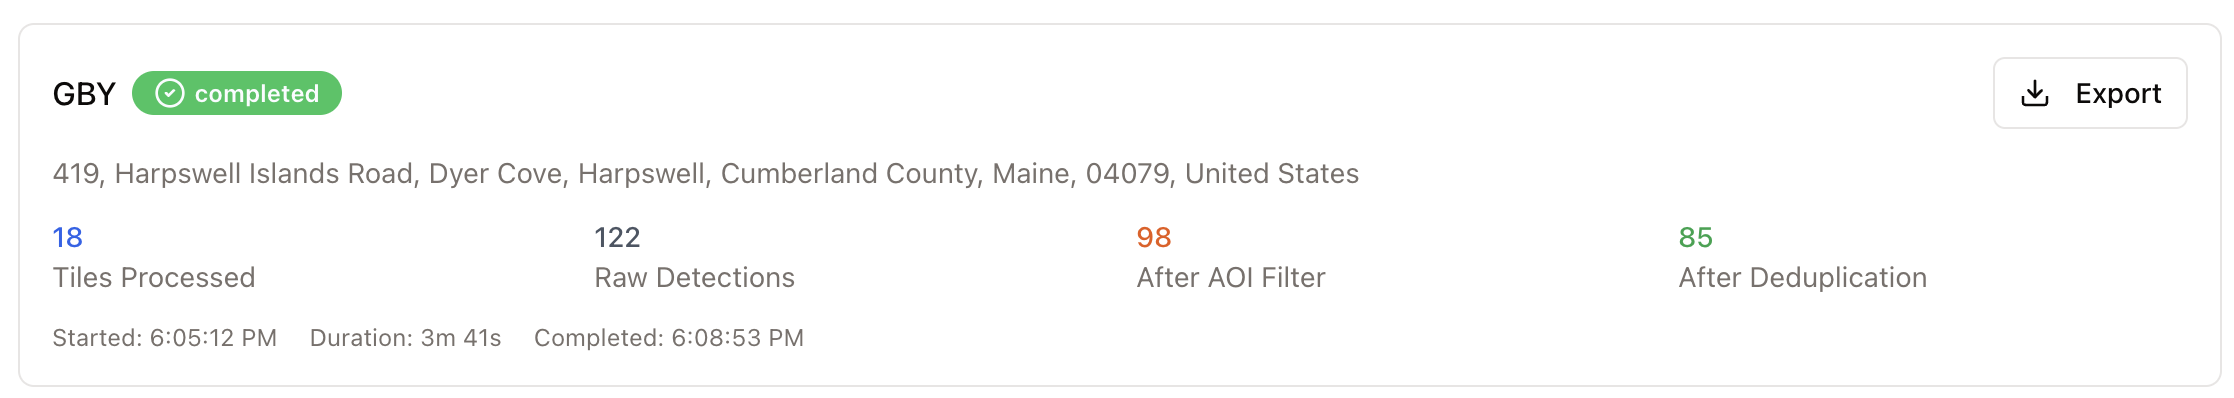 GBY completed Export
419, Harpswell Islands Road, Dyer Cove, Harpswell, Cumberland County, Maine, 04079, United States
18 122 98 85
Tiles Processed Raw Detections After AOI Filter After Deduplication
Started: 6:05:12 PM Duration: 3m 41s Completed: 6:08:53 PM